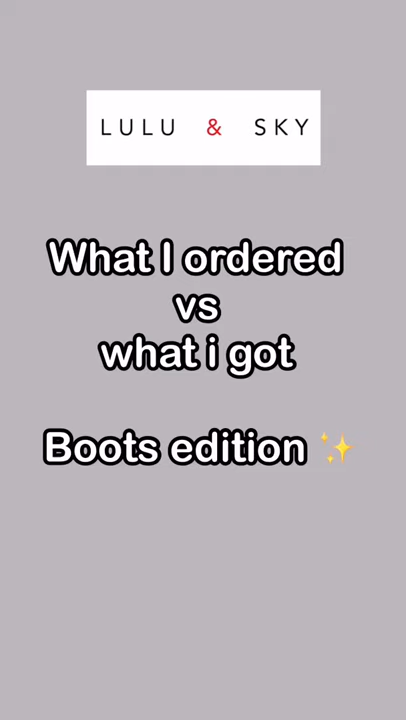 LULU & SKY
What I ordered
vs
what i got
Boots edition ✨